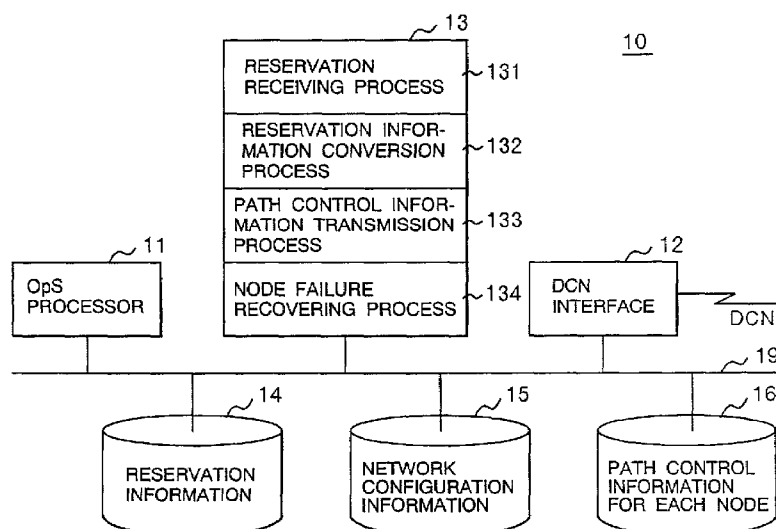 13
10
RESERVATION
RECEIVING PROCESS
131
RESERVATION INFOR-
MATION CONVERSION
PROCESS
132
PATH CONTROL INFOR-
MATION TRANSMISSION
PROCESS
133
11
OpS
PROCESSOR
NODE FAILURE
RECOVERING PROCESS
134
12
DCN
INTERFACE
DCN
19
14
RESERVATION
INFORMATION
15
NETWORK
CONFIGURATION
INFORMATION
16
PATH CONTROL
INFORMATION
FOR EACH NODE